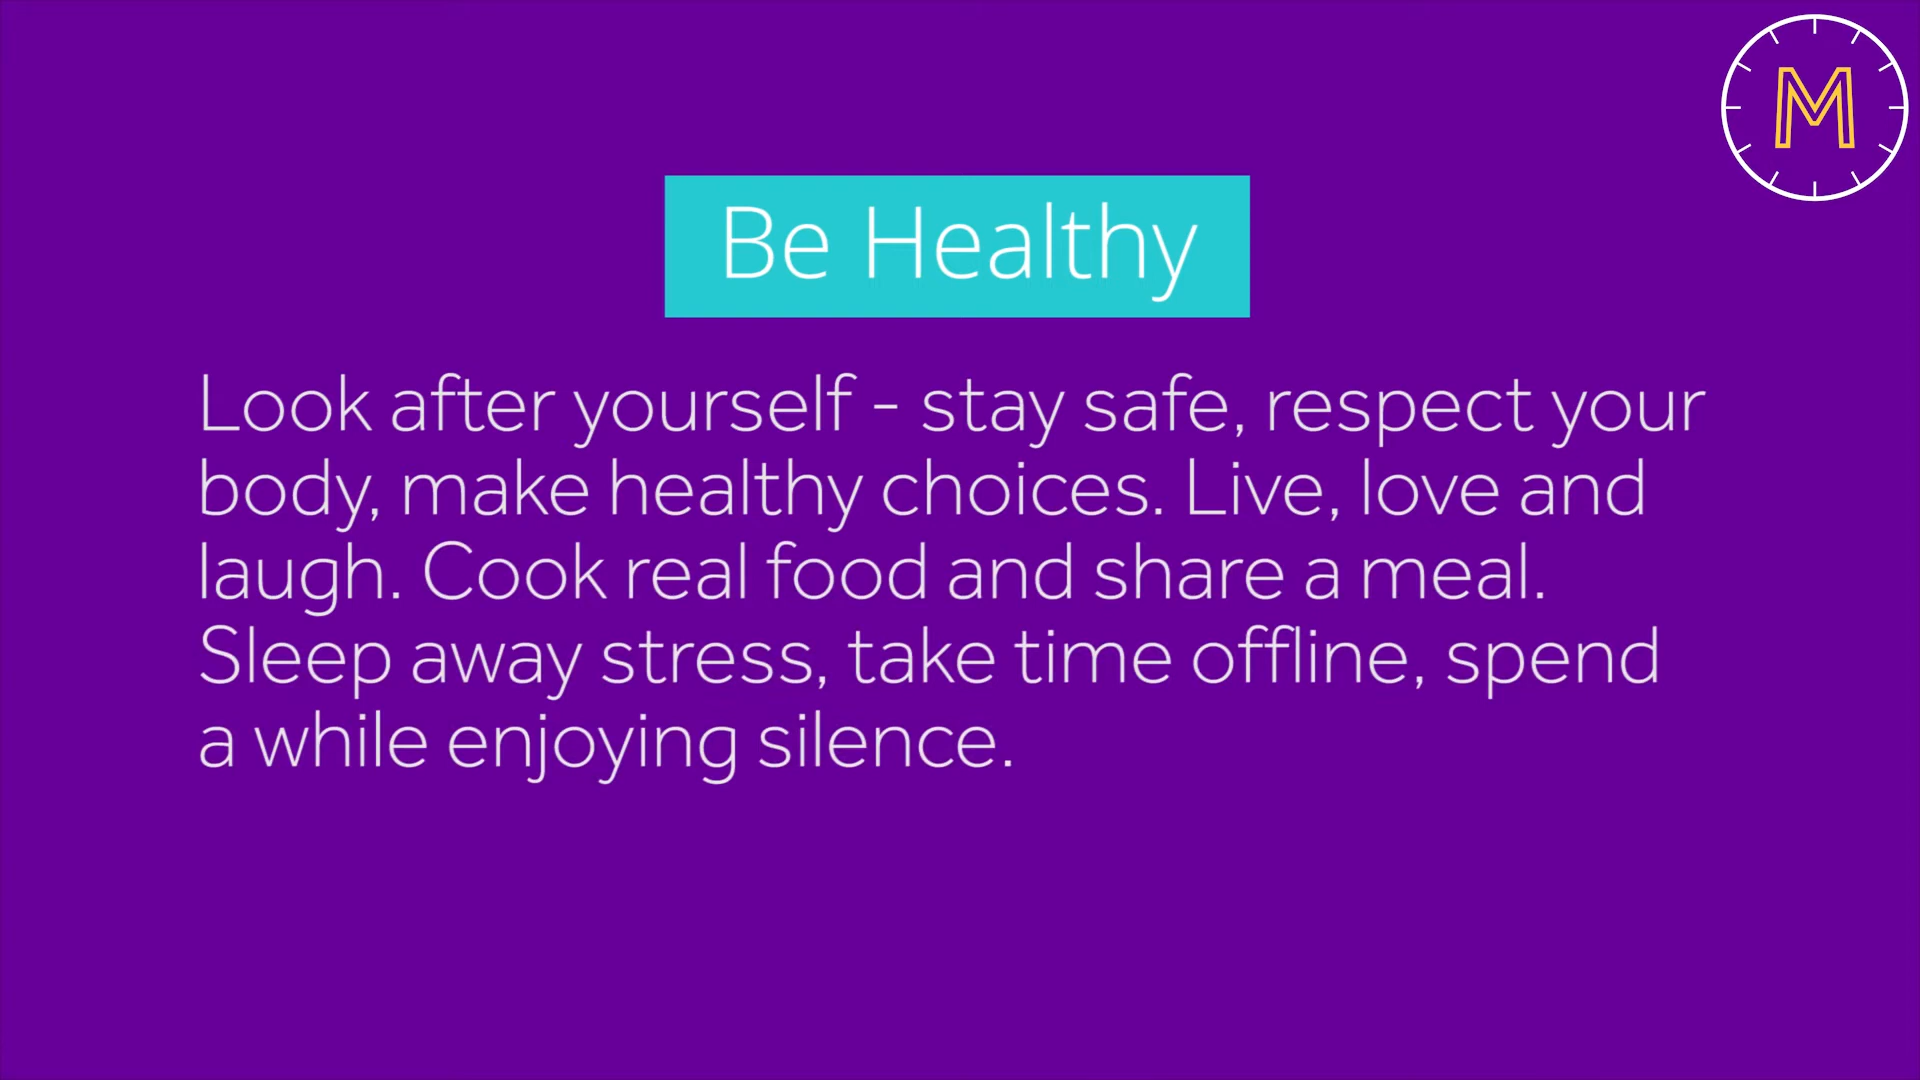 M
Be Healthy
Look after yourself - stay safe, respect your
body, make healthy choices. Live, love and
laugh. Cook real food and share a meal.
Sleep away stress, take time offline, spend
a while enjoying silence.